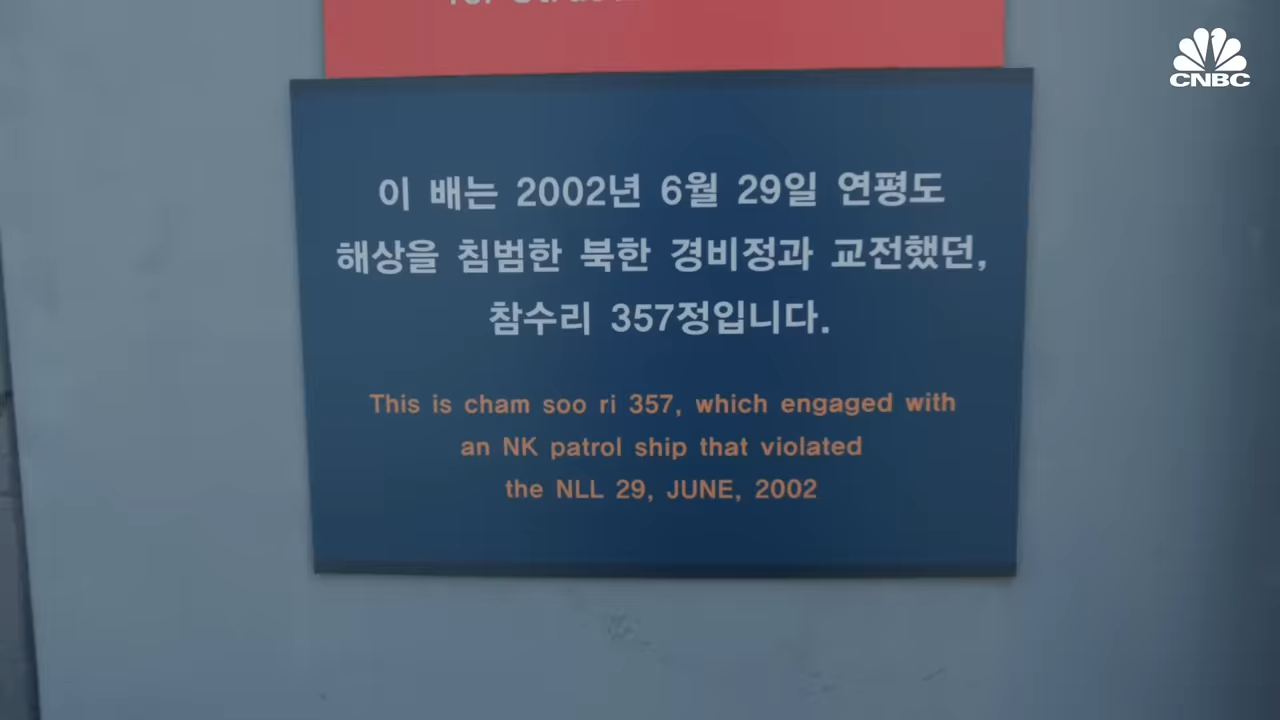 CNBC
이 배는 2002년 6월 29일 연평도
해상을 침범한 북한 경비정과 교전했던,
참수리 357정입니다.
This is cham soo ri 357, which engaged with
an NK patrol ship that violated
the NLL 29, JUNE, 2002